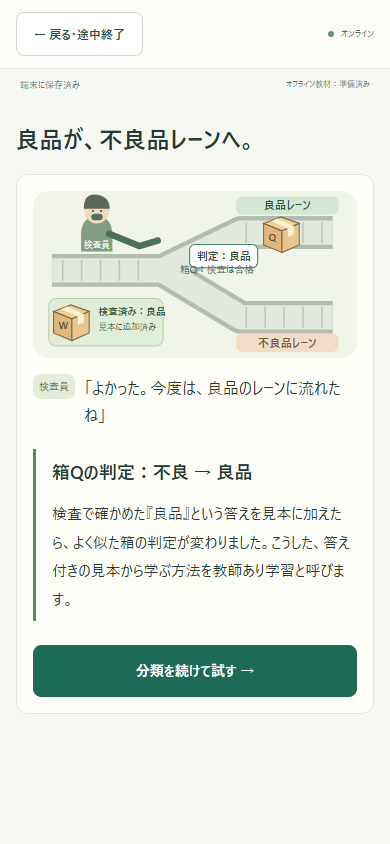 ← 戻る・途中終了
オンライン
端末に保存済み
オフライン教材：準備済み
良品が、不良品レーンへ。
良品レーン
検査員
Q
判定：良品
箱Q：検査は合格
W
検査済み：良品
見本に追加済み
不良品レーン
検査員
「よかった。今度は、良品のレーンに流れた
ね」
箱Qの判定：不良 → 良品
検査で確かめた『良品』という答えを見本に加えた
ら、よく似た箱の判定が変わりました。こうした、答え
付きの見本から学ぶ方法を教師あり学習と呼びま
す。
分類を続けて試す →